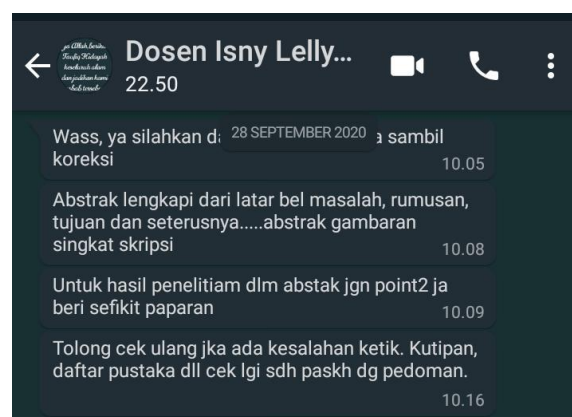 Dosen Isny Lelly...
22.50
28 SEPTEMBER 2020
Wass, ya silahkan sambil
koreksi
10.05
Abstrak lengkapi dari latar bel masalah, rumusan,
tujuan dan seterusnya.....abstrak gambaran
singkat skripsi
10.08
Untuk hasil penelitiam dlm abstak jgn point2 ja
beri sefikit paparan
10.09
Tolong cek ulang jka ada kesalahan ketik. Kutipan,
daftar pustaka dll cek lgi sdh paskh dg pedoman.
10.16